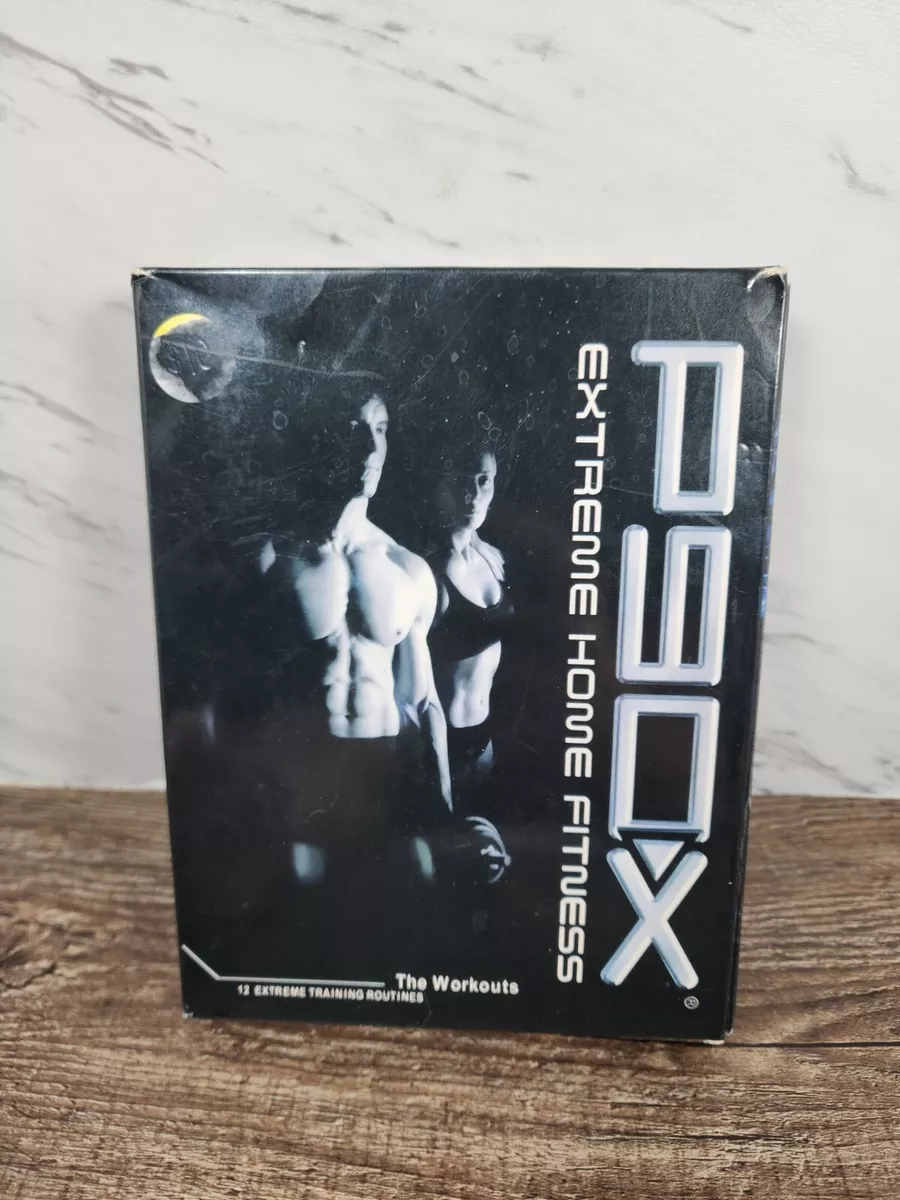 P90X
®
EXTREME HOME FITNESS
The Workouts
12 EXTREME TRAINING ROUTINES